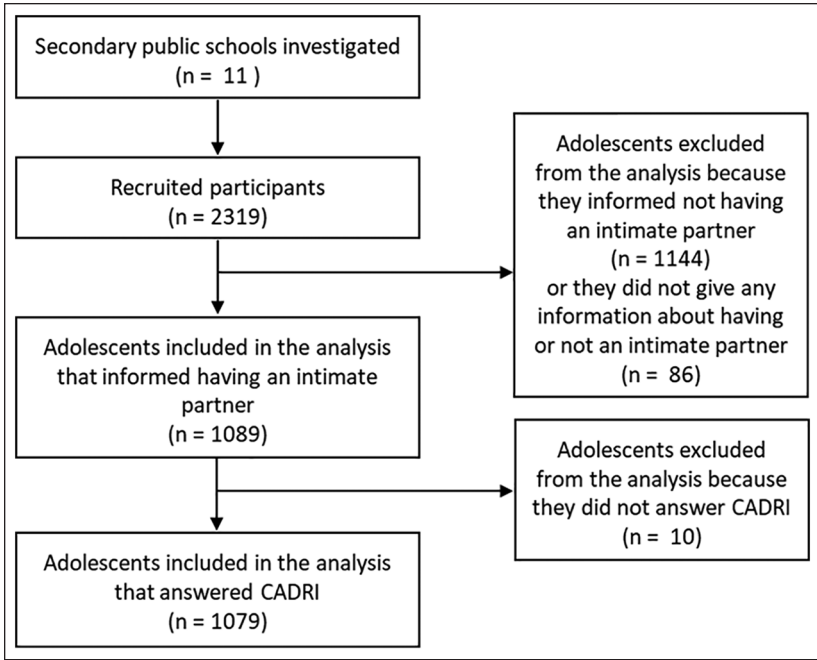 Secondary public schools investigated
(n = 11 )
Recruited participants
(n = 2319)
Adolescents excluded
from the analysis because
they informed not having
an intimate partner
(n = 1144)
or they did not give any
information about having
or not an intimate partner
(n = 86)
Adolescents included in the analysis
that informed having an intimate
partner
(n = 1089)
Adolescents excluded
from the analysis because
they did not answer CADRI
(n = 10)
Adolescents included in the analysis
that answered CADRI
(n = 1079)